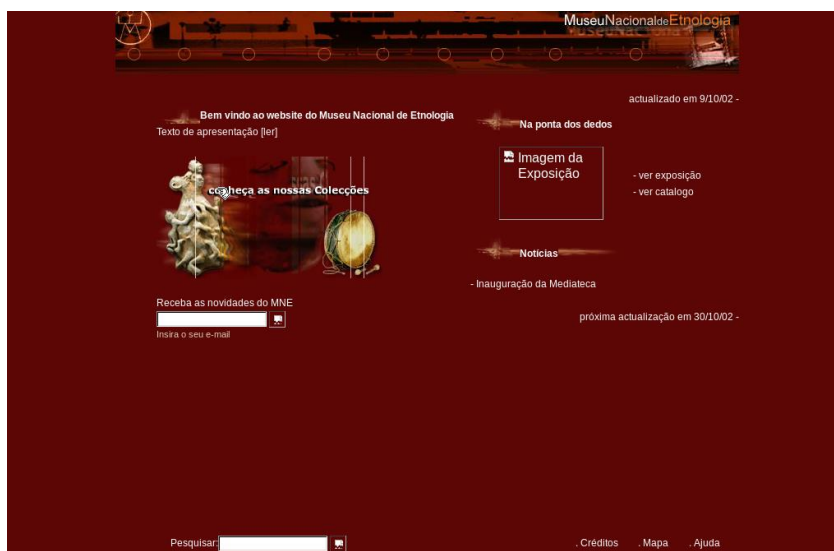 MuseuNacionaldeEtnologia
actualizado em 9/10/02 -
Bem vindo ao website do Museu Nacional de Etnologia
Texto de apresentação [ler]
conheça as nossas Colecções
Receba as novidades do MNE
Insira o seu e-mail
Na ponta dos dedos
Imagem da
Exposição
- ver exposição
- ver catalogo
Notícias
- Inauguração da Mediateca
próxima actualização em 30/10/02 -
Pesquisar:
. Créditos
. Mapa
. Ajuda